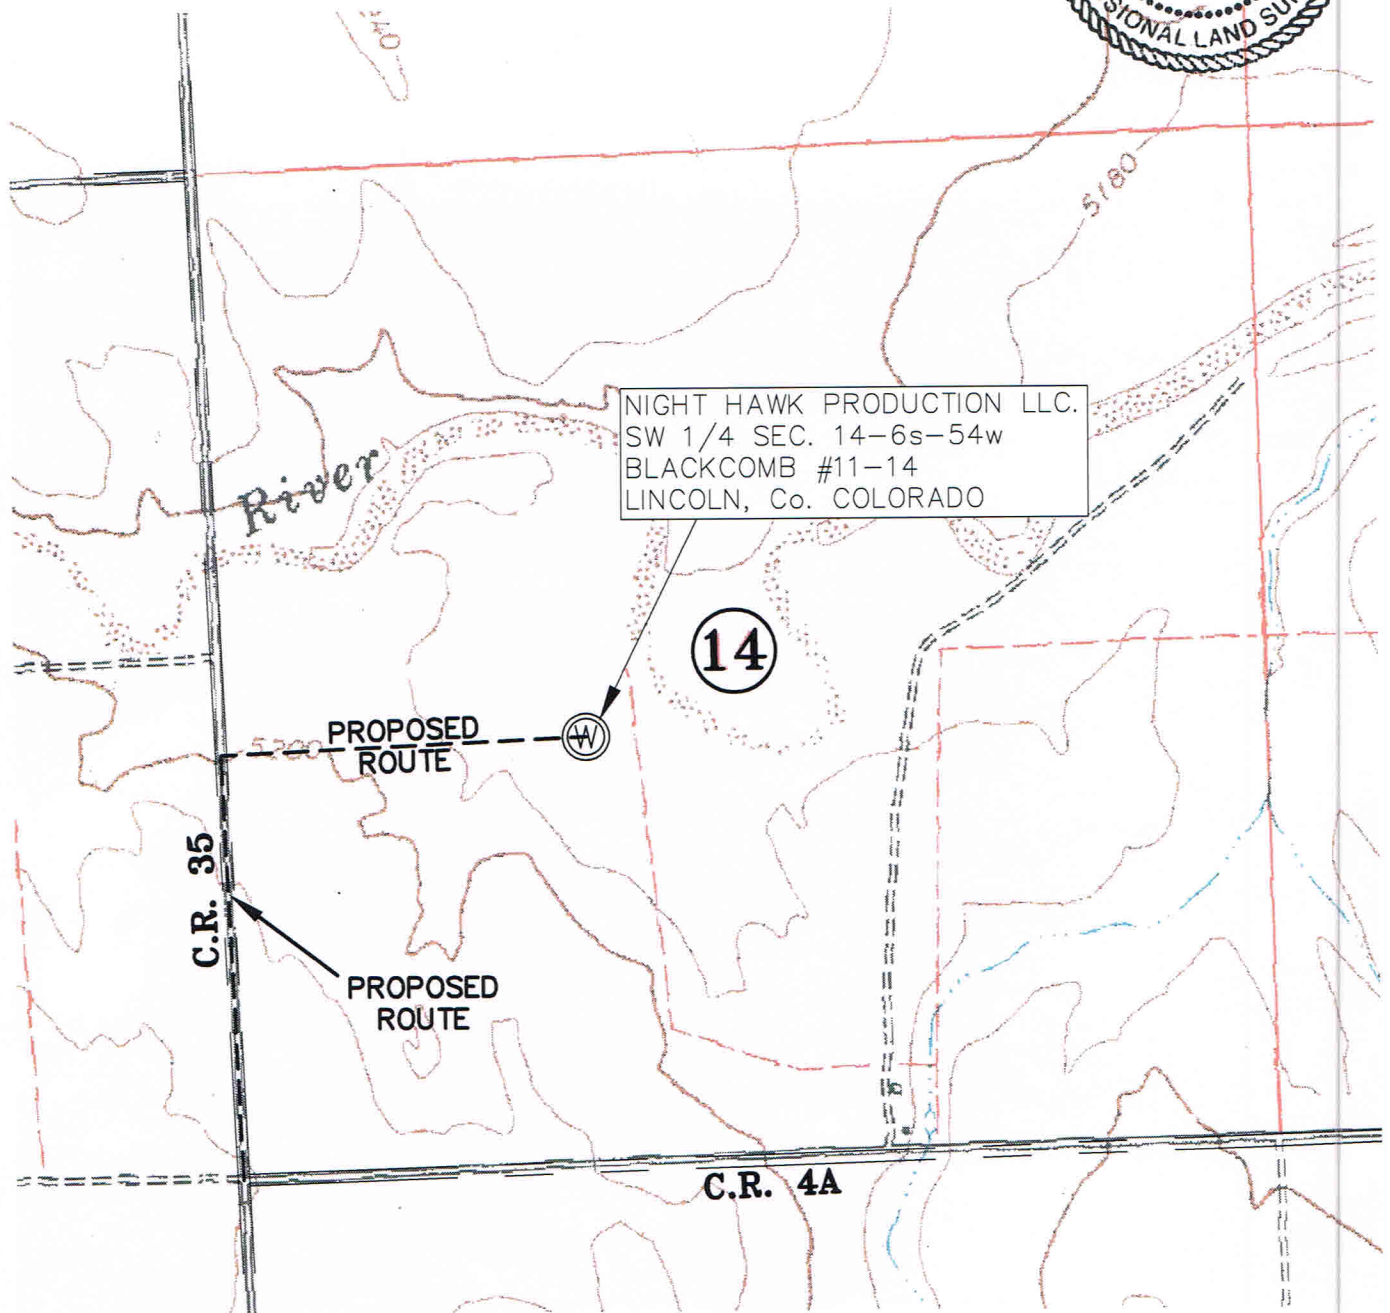 SIONAL LAND SU
5180
NIGHT HAWK PRODUCTION LLC.
SW 1/4 SEC. 14-6s-54w
BLACKCOMB #11-14
LINCOLN, Co. COLORADO
River
14
W
PROPOSED
ROUTE
5200
C.R. 35
PROPOSED
ROUTE
C.R. 4A